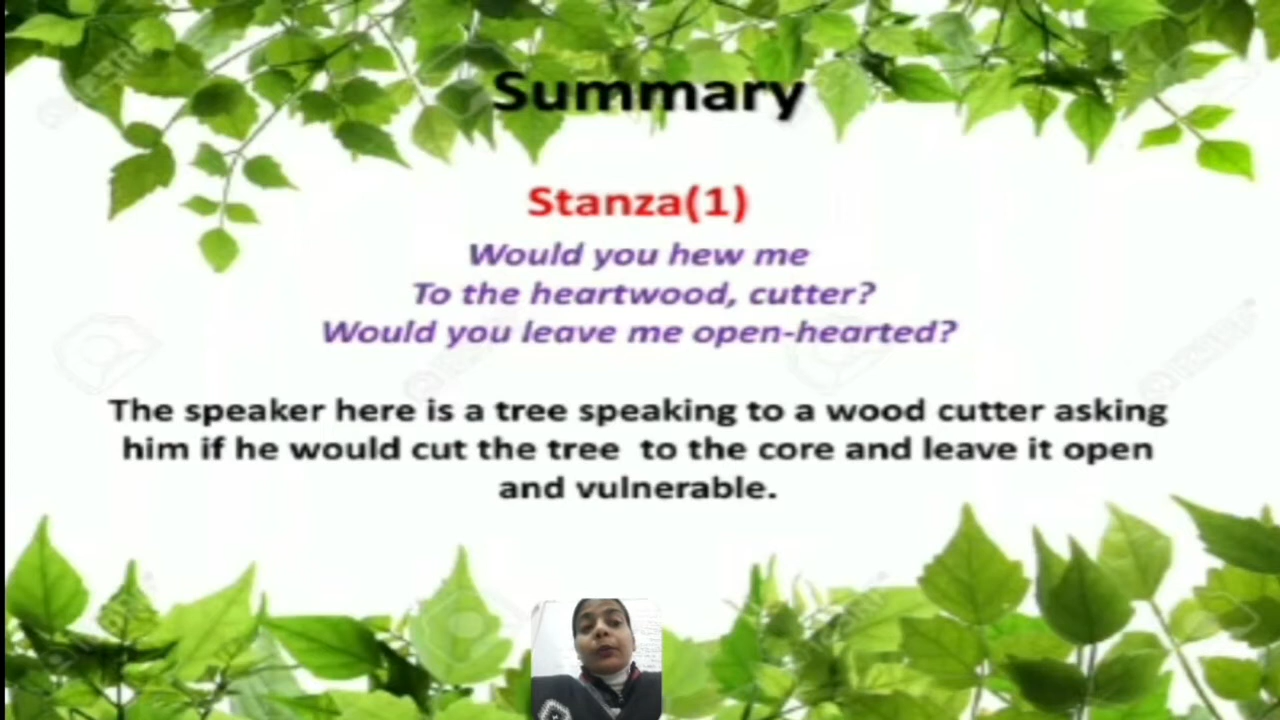 Summary
Stanza(1)
Would you hew me
To the heartwood, cutter?
Would you leave me open-hearted?
The speaker here is a tree speaking to a wood cutter asking
him if he would cut the tree to the core and leave it open
and vulnerable.